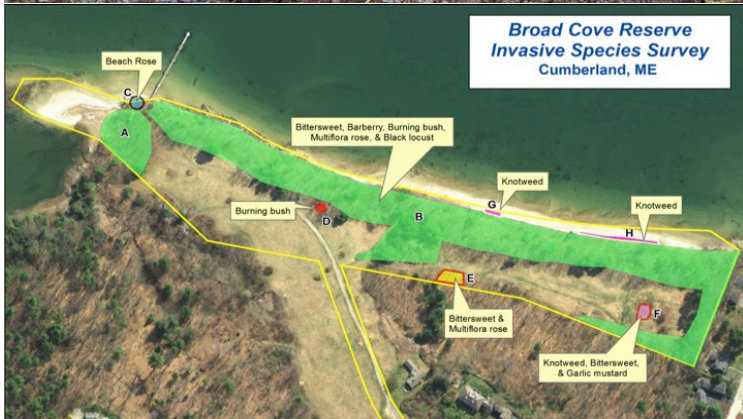 Broad Cove Reserve
Invasive Species Survey
Cumberland, ME
Beach Rose
C
A
Bittersweet, Barberry, Burning bush,
Multiflora rose, & Black locust
Knotweed
G
Knotweed
H
Burning bush
D
B
E
Bittersweet &
Multiflora rose
F
Knotweed, Bittersweet,
& Garlic mustard